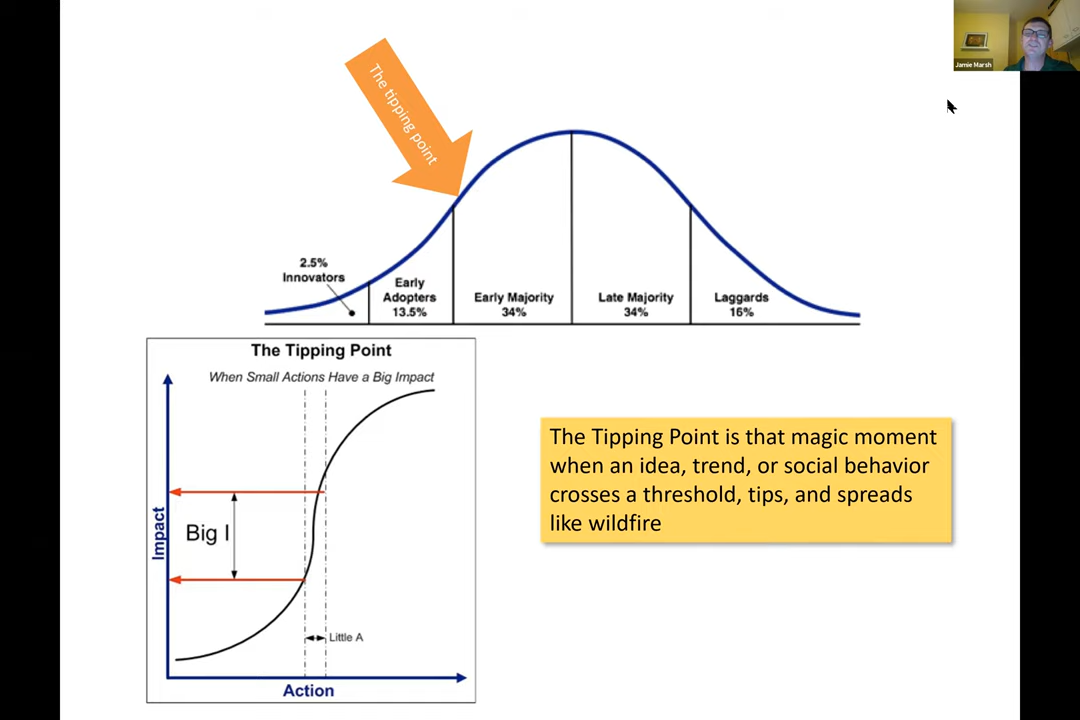 Jamie Marsh
The tipping point
2.5%
Innovators
Early
Adopters
13.5%
Early Majority
34%
Late Majority
34%
Laggards
16%
The Tipping Point
When Small Actions Have a Big Impact
Impact
Big I
Little A
Action
The Tipping Point is that magic moment
when an idea, trend, or social behavior
crosses a threshold, tips, and spreads
like wildfire